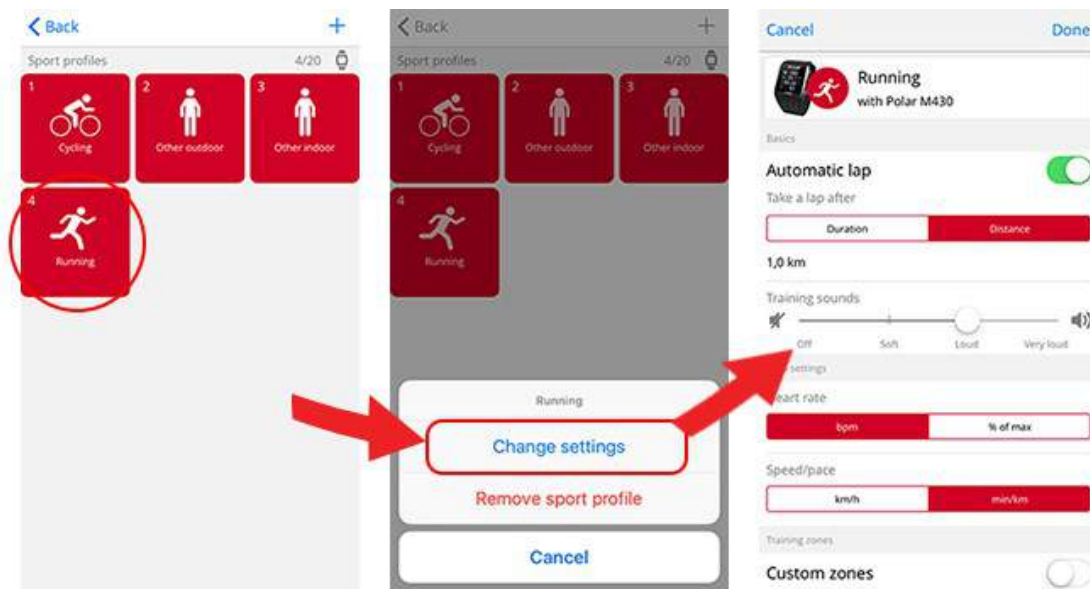 Back +
Sport profiles 4/20
1 2 3
Cycling Other outdoor Other indoor
4
Running
Back +
Sport profiles 4/20
1 2 3
Cycling Other outdoor Other indoor
4
Running
Running
Change settings
Remove sport profile
Cancel
Cancel Done
Running
with Polar M430
Basics
Automatic lap
Take a lap after
Duration Distance
1,0 km
Training sounds
Off Soft Loud Very loud
settings
eart rate
bpm % of max
Speed/pace
km/h min/km
Training zones
Custom zones